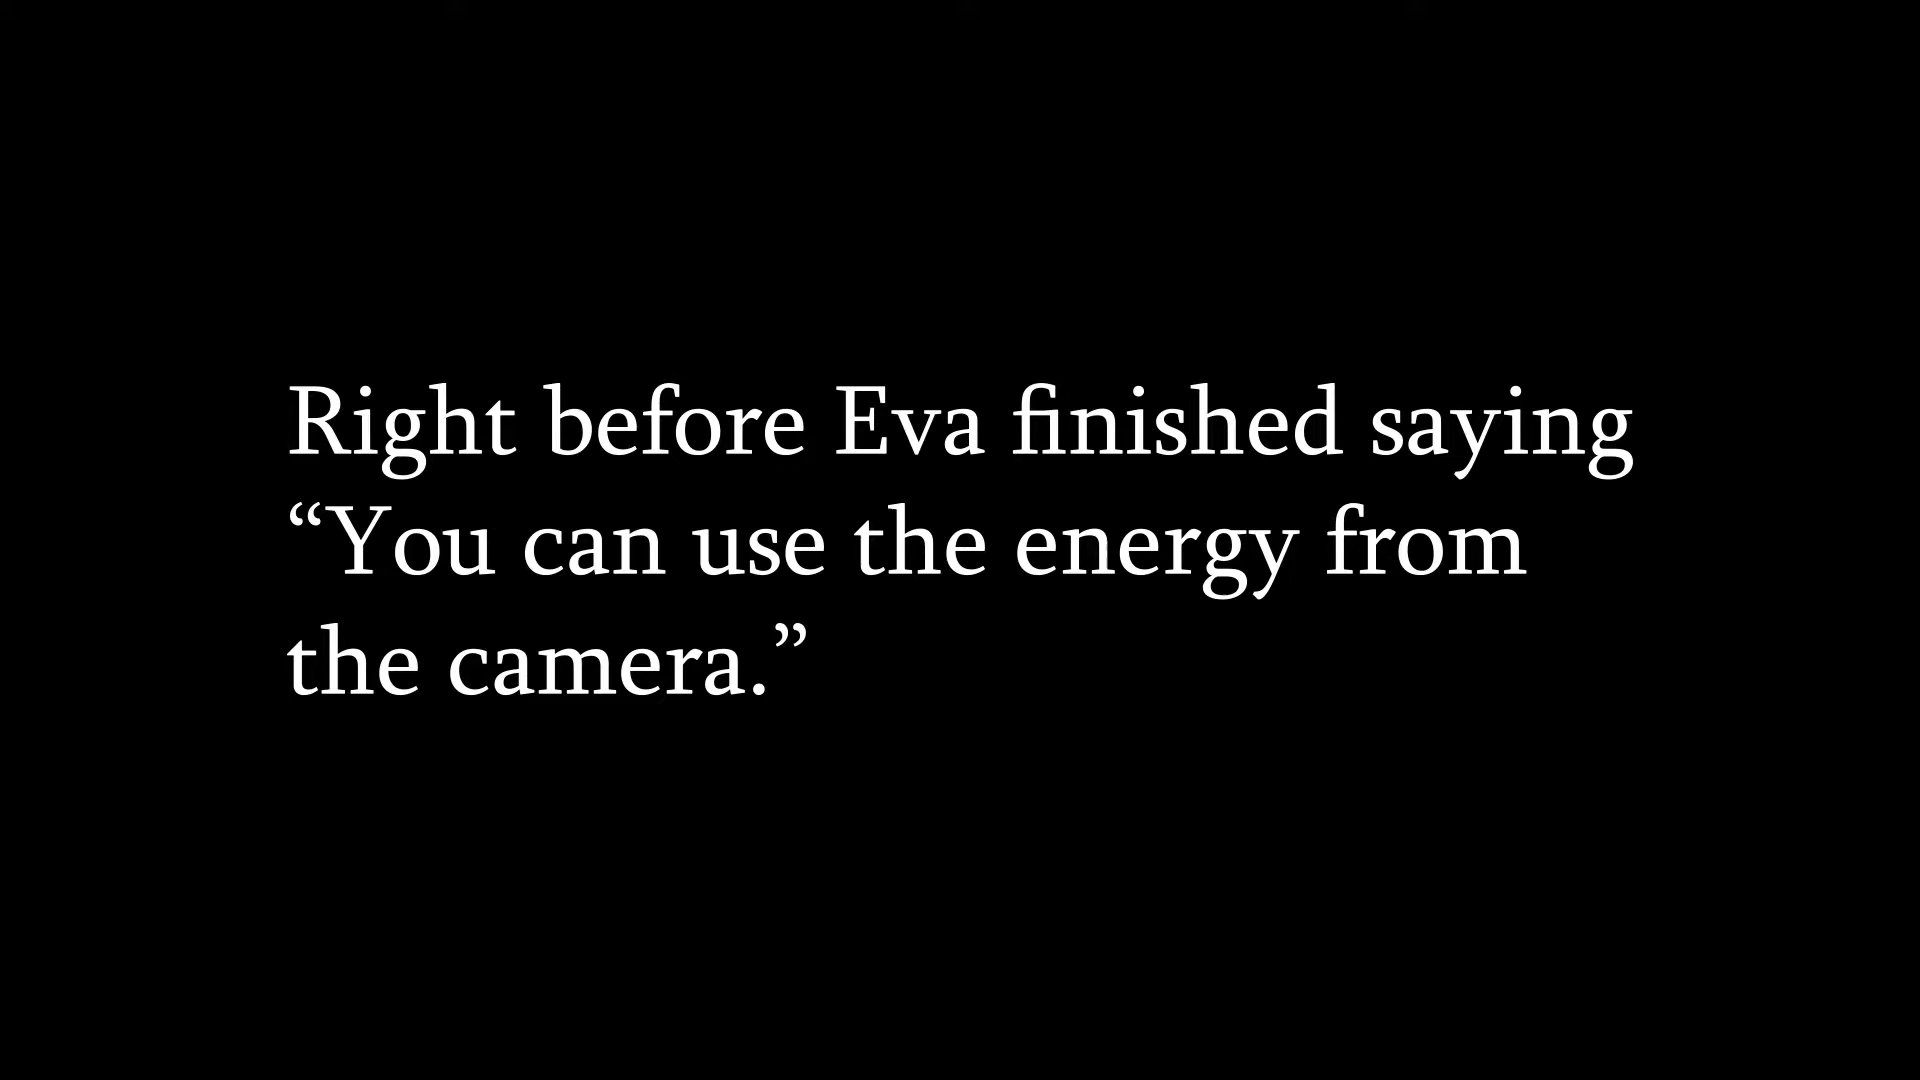 Right before Eva finished saying
“You can use the energy from
the camera.”